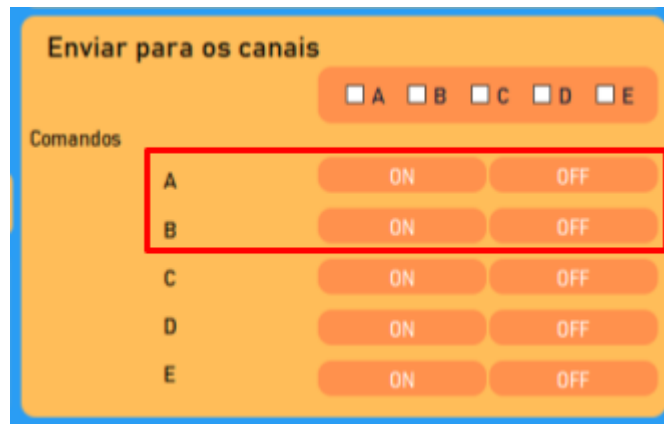 Enviar para os canais
A B C D E
Comandos
A ON OFF
B ON OFF
C ON OFF
D ON OFF
E ON OFF